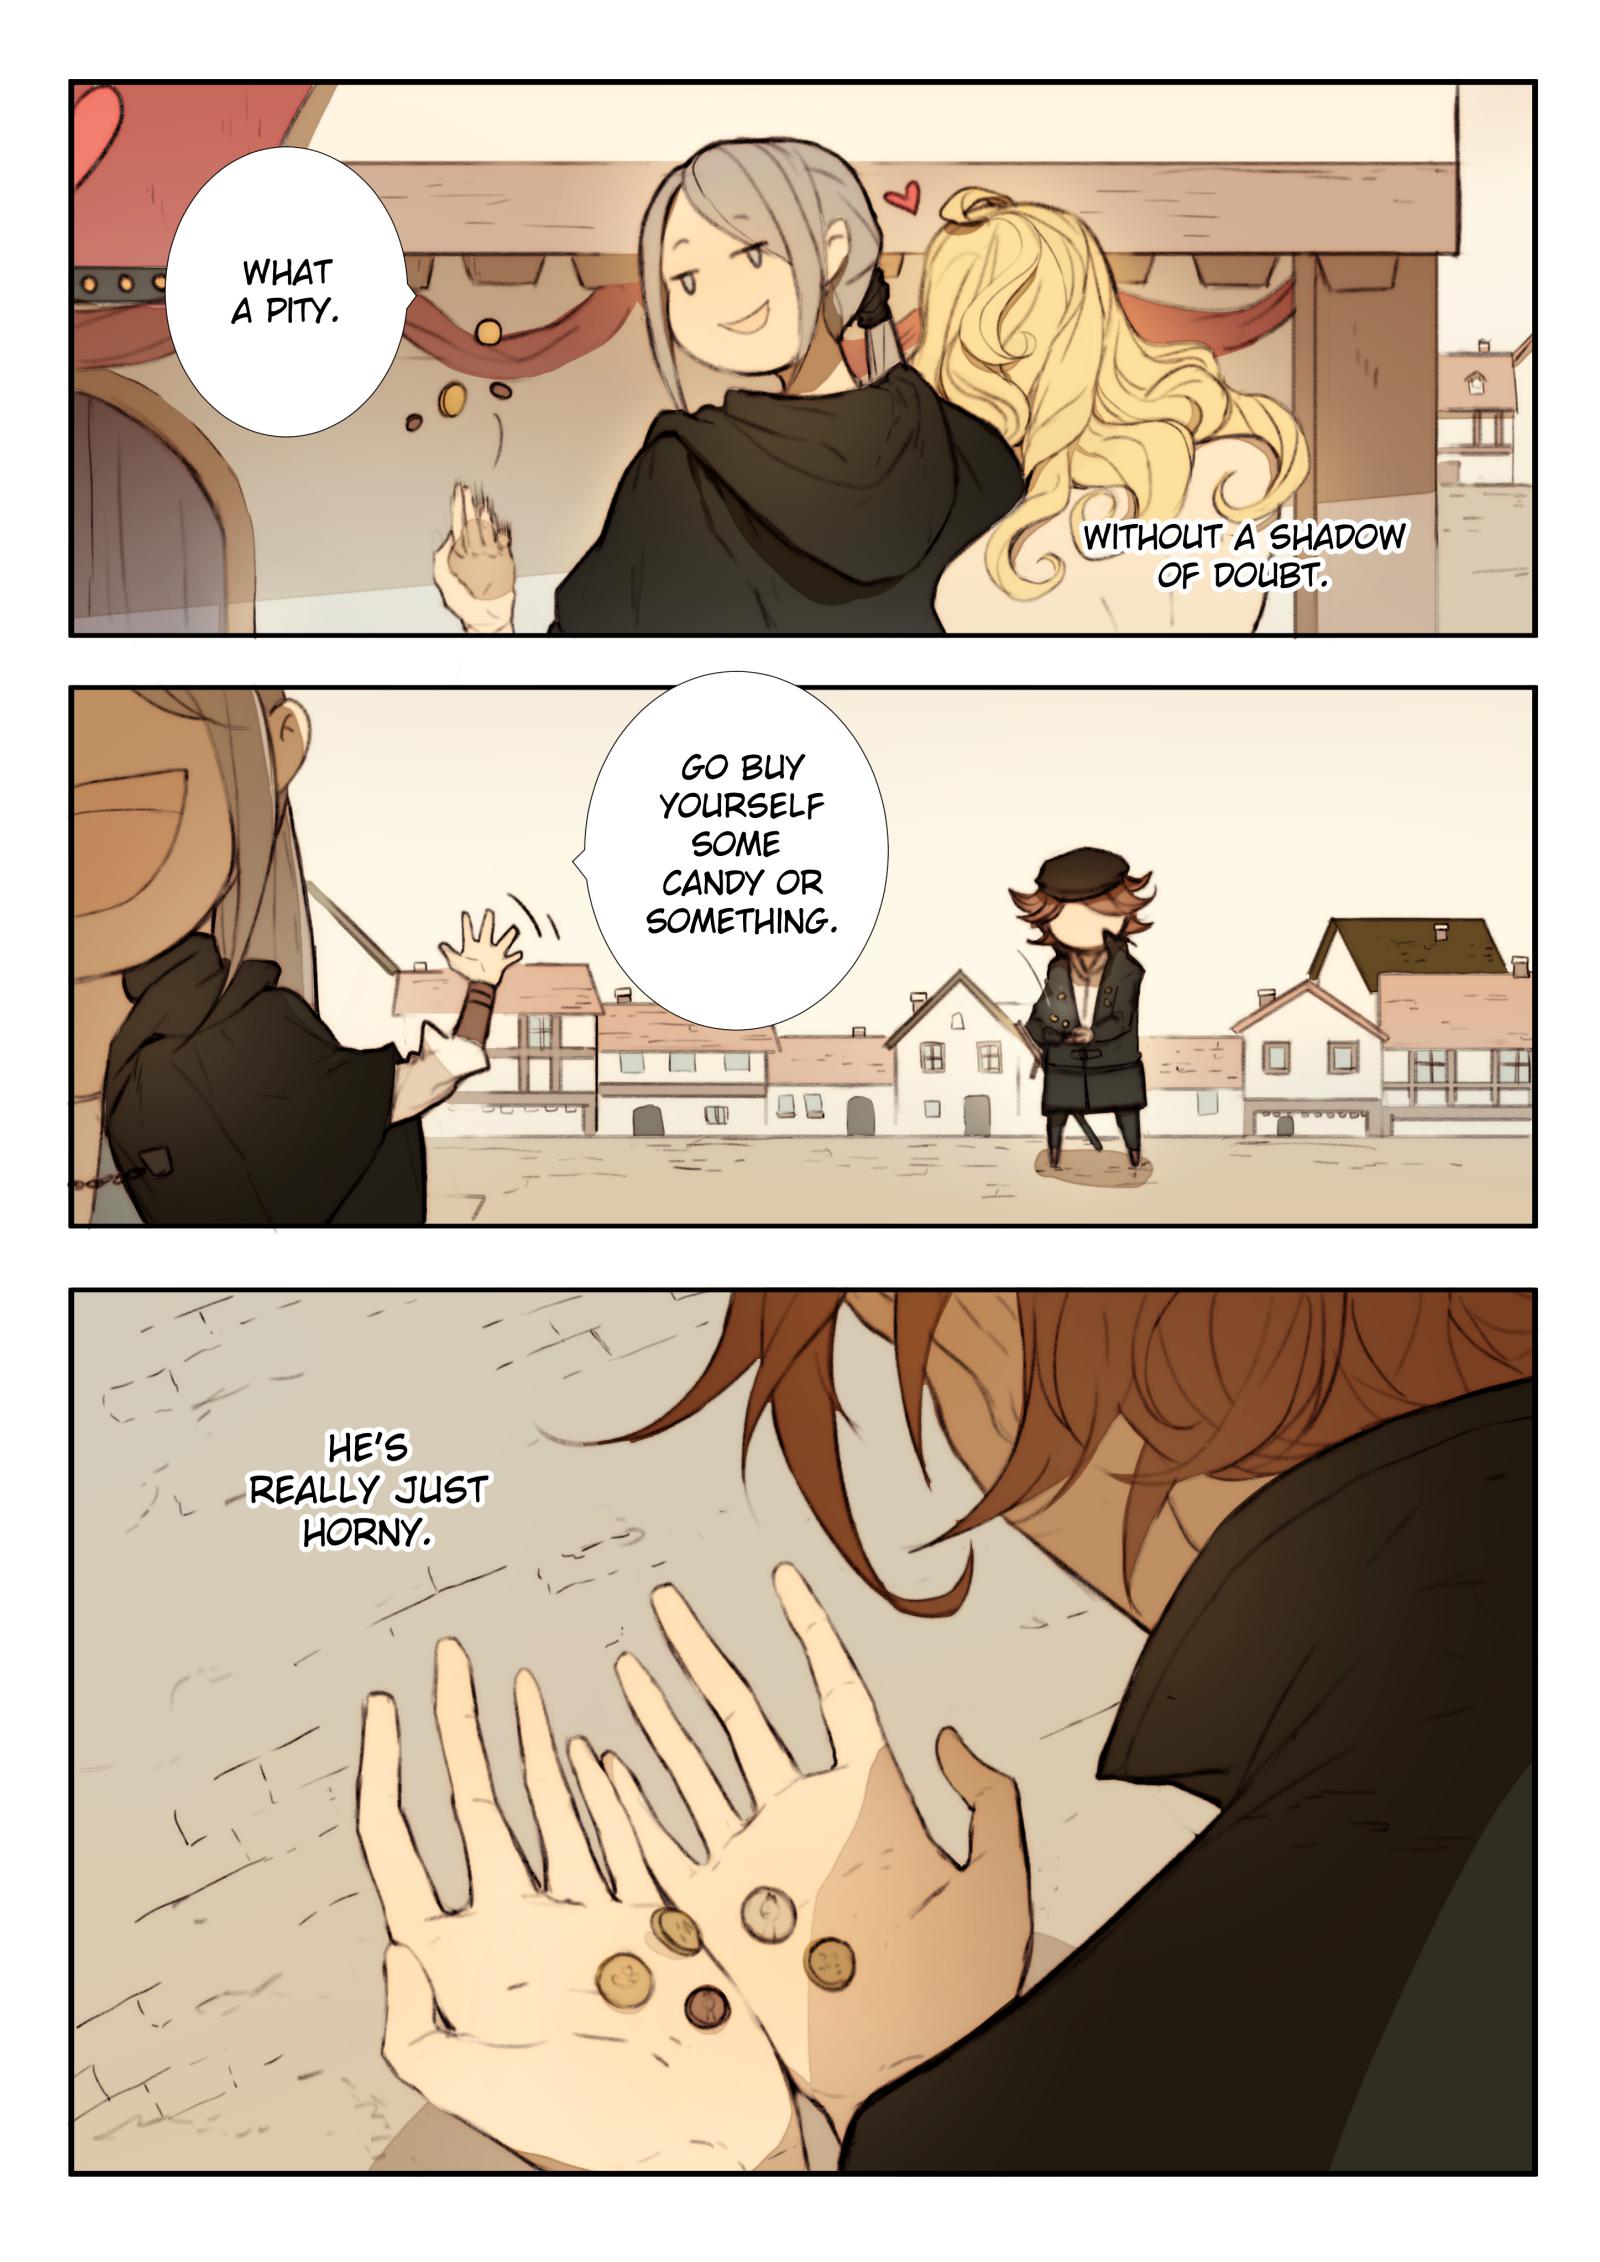 WHAT
A PITY.
WITHOUT A SHADOW
OF DOUBT.
GO BUY
YOURSELF
SOME
CANDY OR
SOMETHING.
HE'S
REALLY JUST
HORNY.